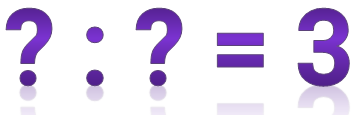 ? : ? = 3